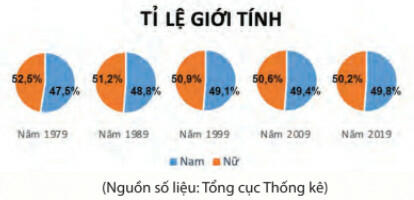 TỈ LỆ GIỚI TÍNH
52,5% 47,5% 51,2% 48,8% 50,9% 49,1% 50,6% 49,4% 50,2% 49,8%
Năm 1979 Năm 1989 Năm 1999 Năm 2009 Năm 2019
Nam Nữ
(Nguồn số liệu: Tổng cục Thống kê)